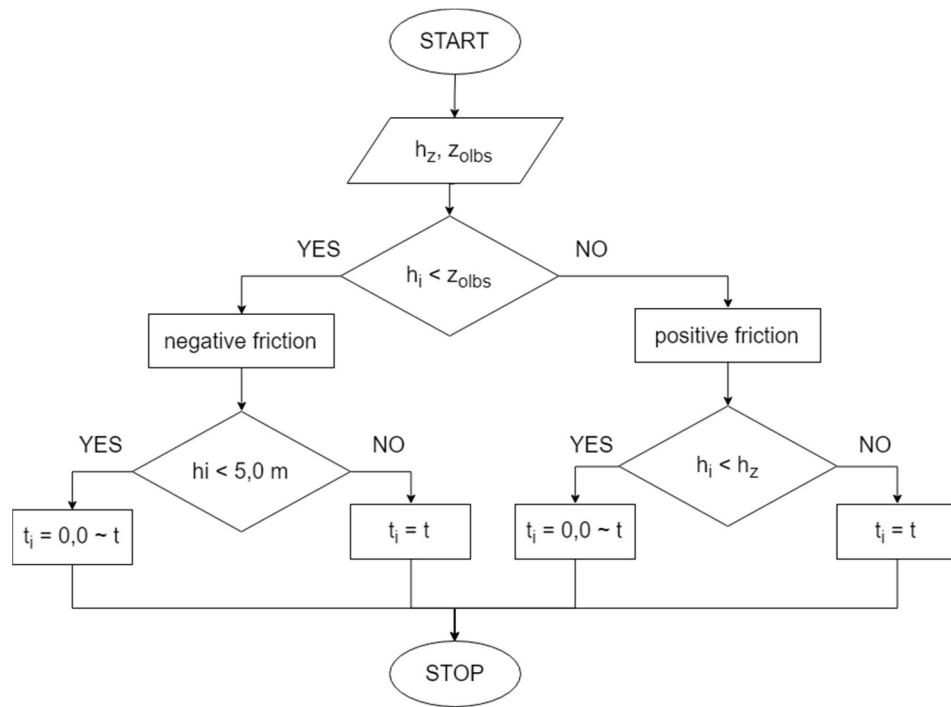 START
h_z, z_olbs
YES
NO
h_i < z_olbs
negative friction
positive friction
YES
NO
YES
NO
hi < 5,0 m
h_i < h_z
t_i = 0,0 ~ t
t_i = t
t_i = 0,0 ~ t
t_i = t
STOP